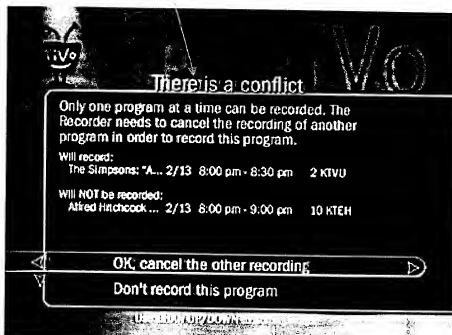 TiVo
There is a conflict
Only one program at a time can be recorded. The
Recorder needs to cancel the recording of another
program in order to record this program.
Will record:
The Simpsons: "A... 2/13 8:00 pm - 8:30 pm 2 KTVU
Will NOT be recorded:
Alfred Hitchcock ... 2/13 8:00 pm - 9:00 pm 10 KTEH
OK, cancel the other recording
Don't record this program